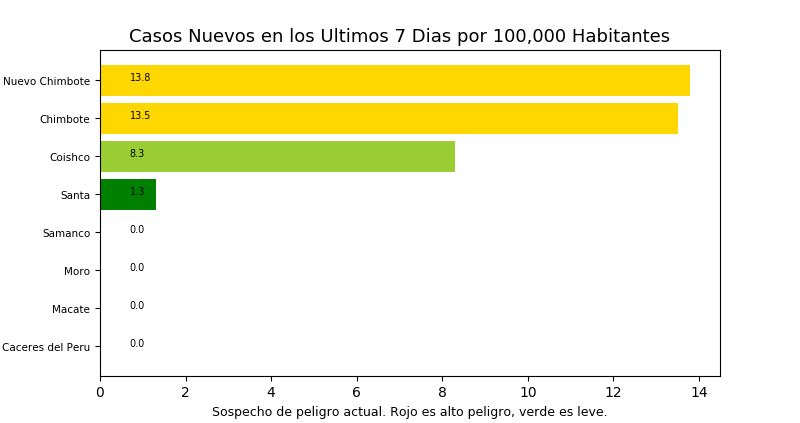 Casos Nuevos en los Ultimos 7 Dias por 100,000 Habitantes
Nuevo Chimbote 13.8
Chimbote 13.5
Coishco 8.3
Santa 1.3
Samanco 0.0
Moro 0.0
Macate 0.0
Caceres del Peru 0.0
0 2 4 6 8 10 12 14
Sospecho de peligro actual. Rojo es alto peligro, verde es leve.